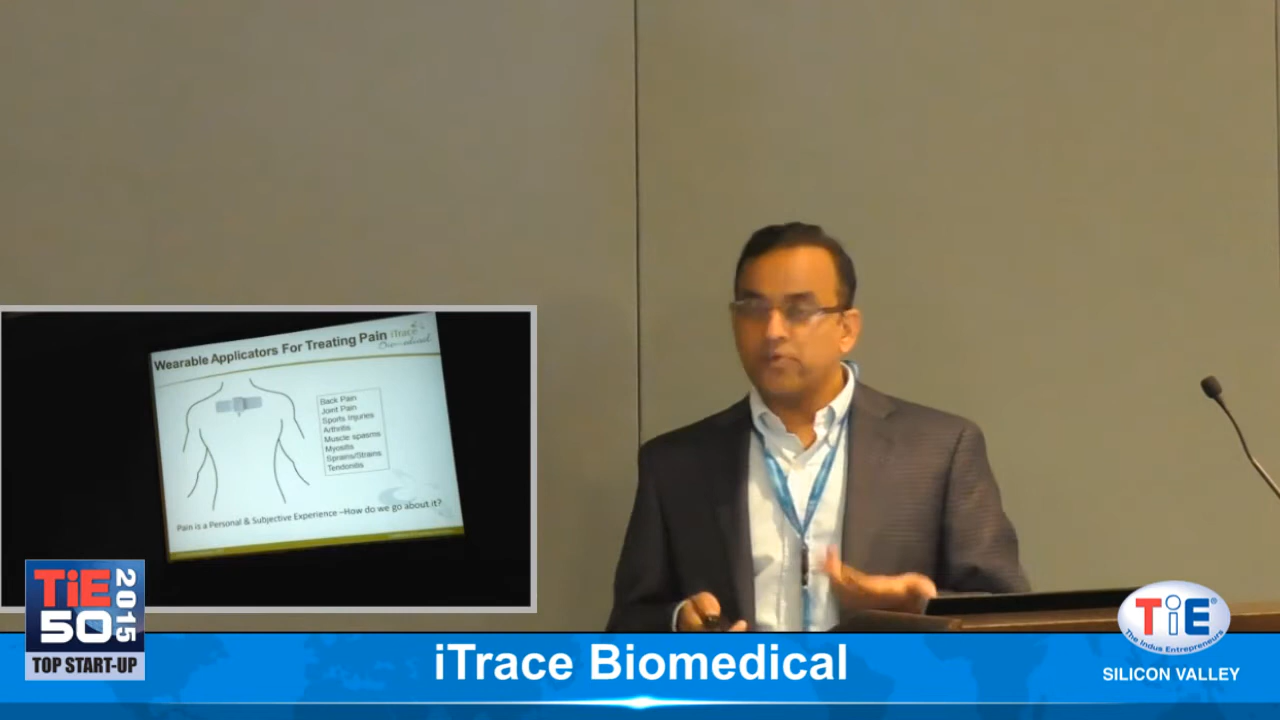 Wearable Applicators For Treating Pain
iTrace
Biomedical
Back Pain
Joint Pain
Sports Injuries
Arthritis
Muscle spasms
Myositis
Sprains/Strains
Tendonitis
Pain is a Personal & Subjective Experience –How do we go about it?
TiE
50
2015
TOP START-UP
iTrace Biomedical
TiE®
The Indus Entrepreneurs
SILICON VALLEY